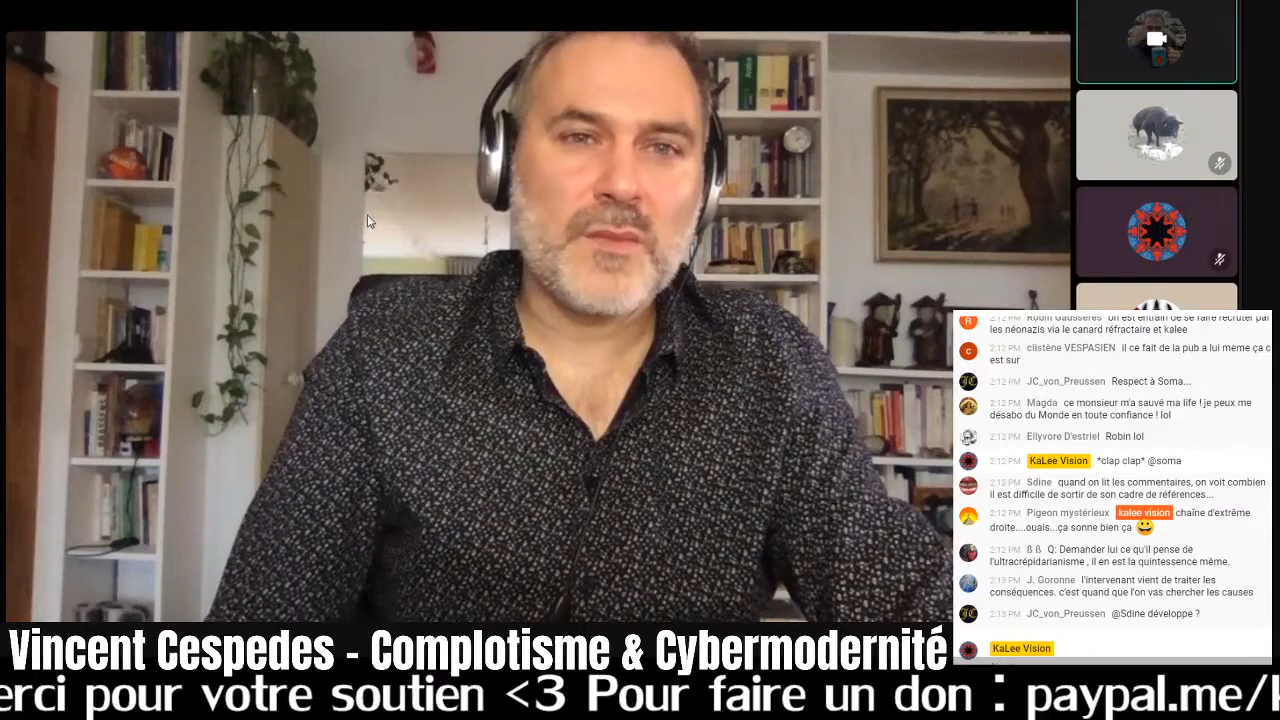 R 2:12 PM Robin Gausseres on est entrain de se faire recruter par
les néonazis via le canard réfractaire et kalee
c 2:12 PM clistène VESPASIEN il ce fait de la pub a lui meme ça c
est sur
2:12 PM JC_von_Preussen Respect à Soma...
2:12 PM Magda ce monsieur m'a sauvé ma life ! je peux me
désabo du Monde en toute confiance ! lol
2:12 PM Ellyvore D'estriel Robin lol
2:12 PM KaLee Vision *clap clap* @soma
2:12 PM Sdine quand on lit les commentaires, on voit combien
il est difficile de sortir de son cadre de références...
2:12 PM Pigeon mystérieux kalee vision chaîne d'extrême
droite....ouais...ça sonne bien ça 😀
2:12 PM ß ß Q: Demander lui ce qu'il pense de
l'ultracrépidarianisme , il en est la quintessence même.
2:13 PM J. Goronne l'intervenant vient de traiter les
conséquences. c'est quand que l'on vas chercher les causes
2:13 PM JC_von_Preussen @Sdine développe ?
KaLee Vision
Vincent Cespedes - Complotisme & Cybermodernité
erci pour votre soutien <3 Pour faire un don : paypal.me/